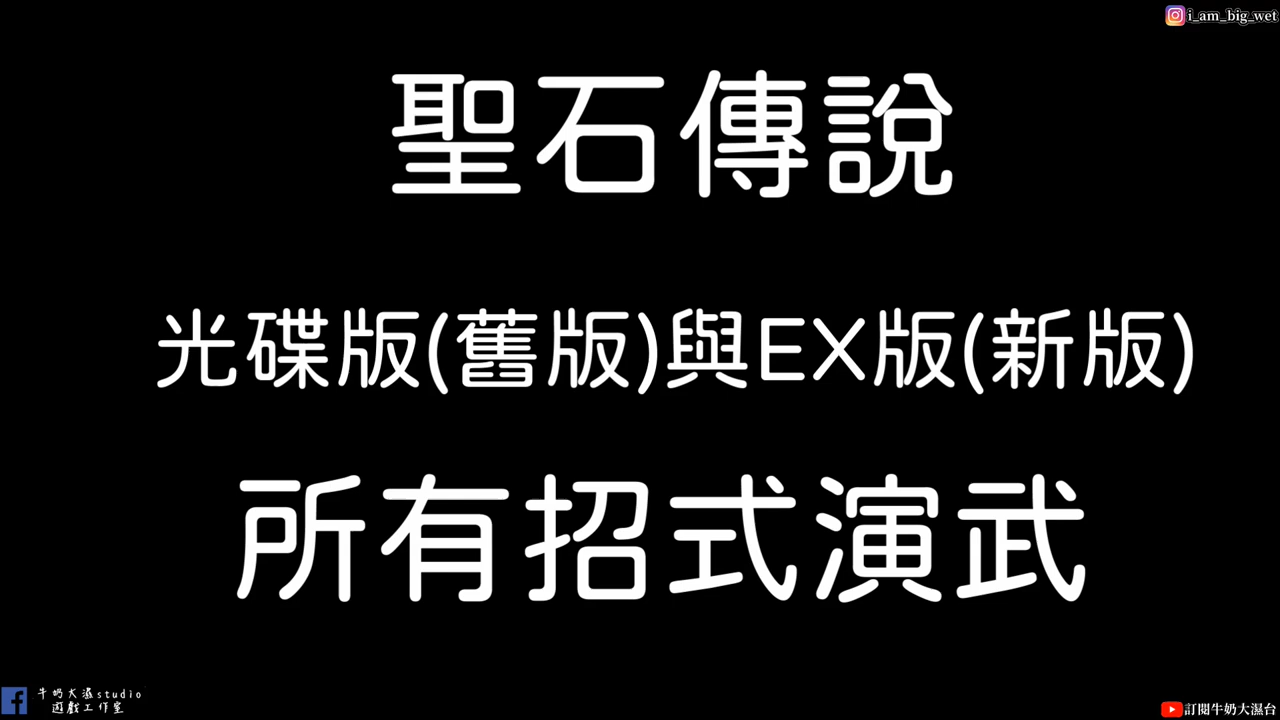 i_am_big_wet
聖石傳說
光碟版(舊版)與EX版(新版)
所有招式演武
牛奶大濕studio
遊戲工作室
訂閱牛奶大濕台